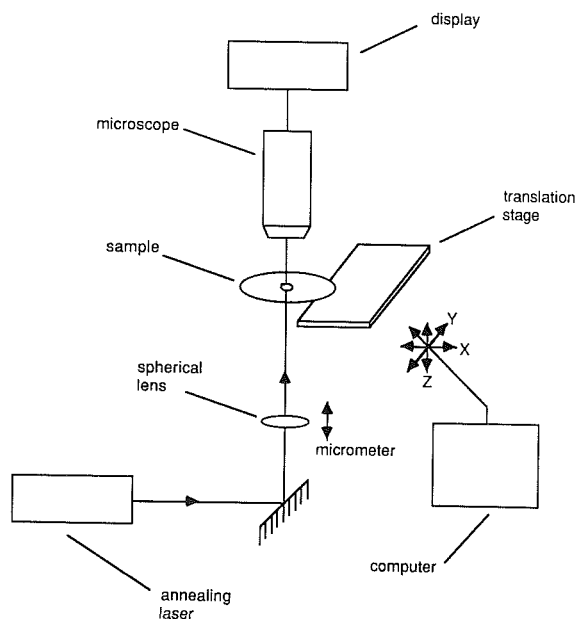 display
microscope
translation
stage
sample
Y
X
Z
spherical
lens
micrometer
computer
annealing
laser